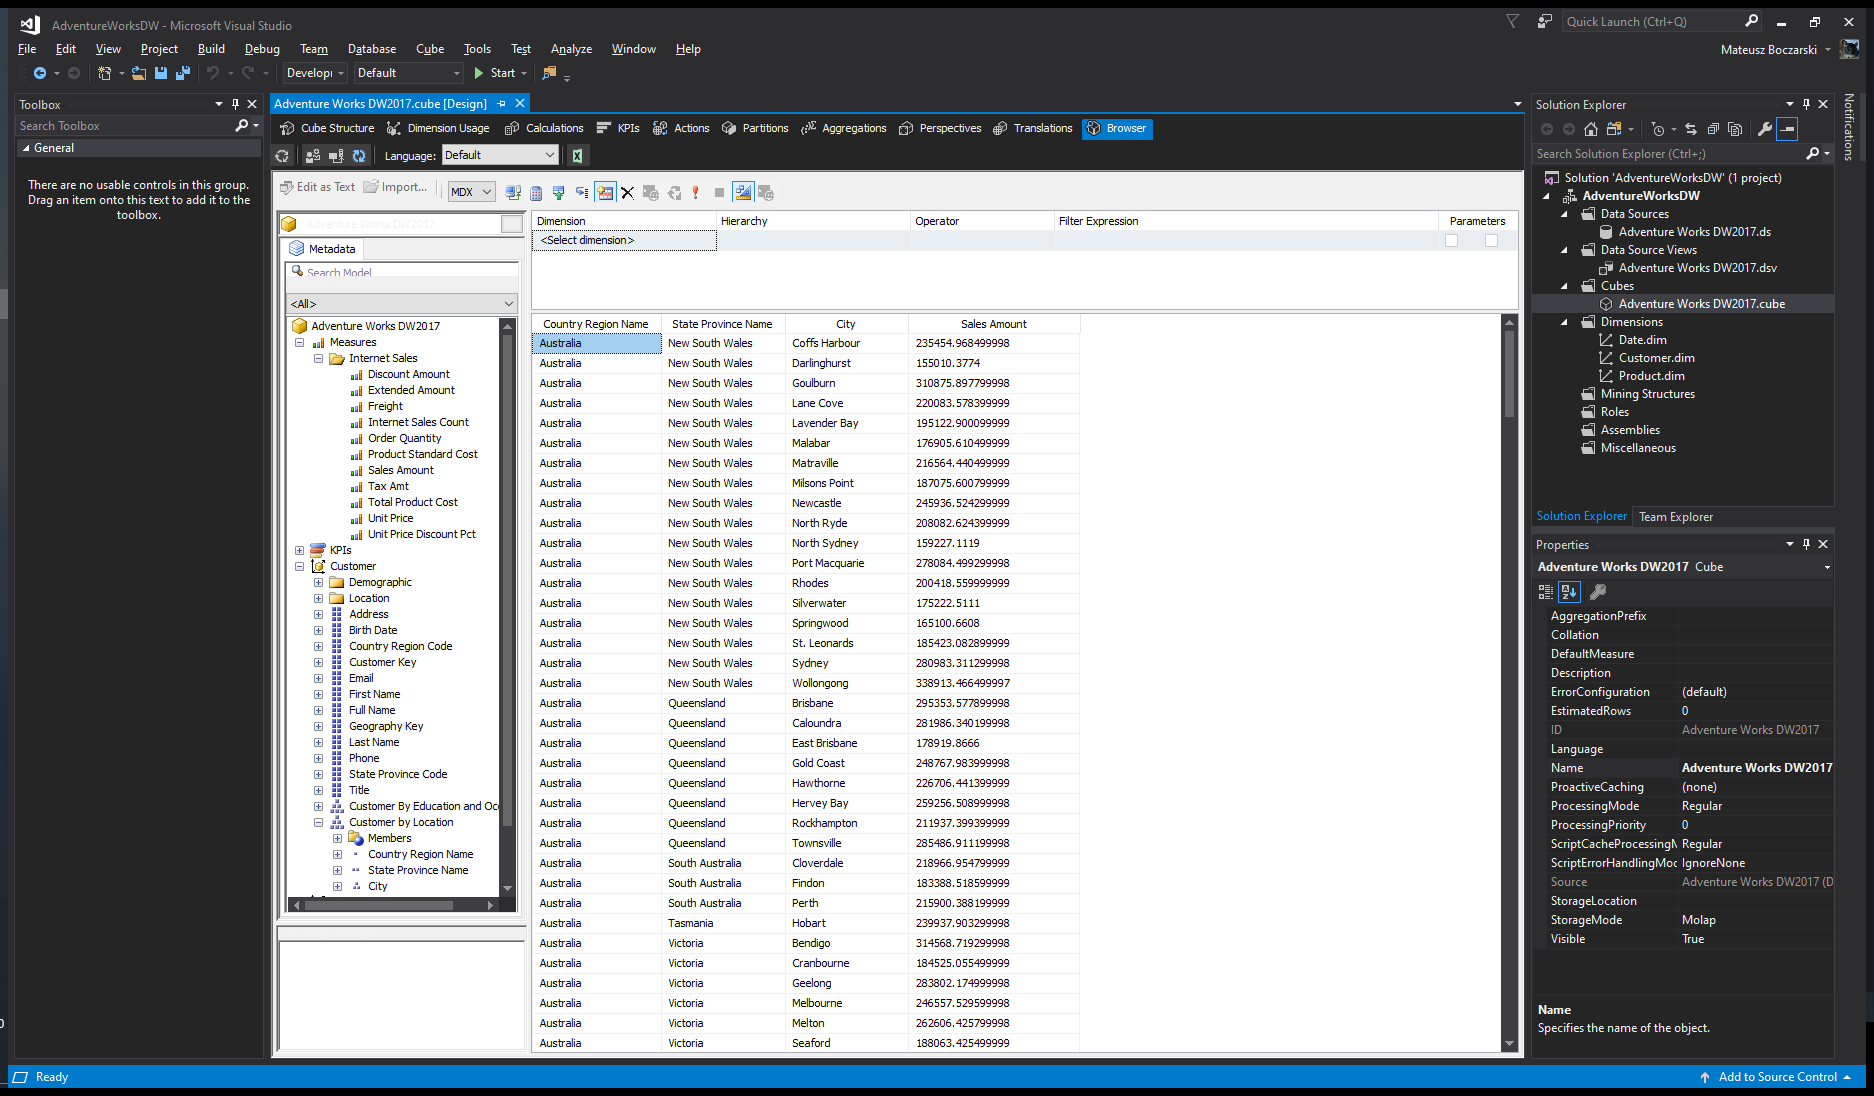 AdventureWorksDW - Microsoft Visual Studio
Quick Launch (Ctrl+Q)
File Edit View Project Build Debug Team Database Cube Tools Test Analyze Window Help
Mateusz Boczarski
Developi Default Start
Toolbox
Search Toolbox
General
There are no usable controls in this group. Drag an item onto this text to add it to the toolbox.
Adventure Works DW2017.cube [Design]
Cube Structure Dimension Usage Calculations KPIs Actions Partitions Aggregations Perspectives Translations Browser
Language: Default
Edit as Text Import... MDX
Adventure Works DW2017
Metadata
Search Model
<All>
Adventure Works DW2017
Measures
Internet Sales
Discount Amount
Extended Amount
Freight
Internet Sales Count
Order Quantity
Product Standard Cost
Sales Amount
Tax Amt
Total Product Cost
Unit Price
Unit Price Discount Pct
KPIs
Customer
Demographic
Location
Address
Birth Date
Country Region Code
Customer Key
Email
First Name
Full Name
Geography Key
Last Name
Phone
State Province Code
Title
Customer By Education and Occ
Customer by Location
Members
Country Region Name
State Province Name
City
Dimension Hierarchy Operator Filter Expression Parameters
<Select dimension>
Country Region Name State Province Name City Sales Amount
Australia New South Wales Coffs Harbour 235454.968499998
Australia New South Wales Darlinghurst 155010.3774
Australia New South Wales Goulburn 310875.897799998
Australia New South Wales Lane Cove 220083.578399999
Australia New South Wales Lavender Bay 195122.900099999
Australia New South Wales Malabar 176905.610499999
Australia New South Wales Matraville 216564.440499999
Australia New South Wales Milsons Point 187075.600799999
Australia New South Wales Newcastle 245936.524299999
Australia New South Wales North Ryde 208082.624399999
Australia New South Wales North Sydney 159227.1119
Australia New South Wales Port Macquarie 278084.499299998
Australia New South Wales Rhodes 200418.559999999
Australia New South Wales Silverwater 175222.5111
Australia New South Wales Springwood 165100.6608
Australia New South Wales St. Leonards 185423.082899999
Australia New South Wales Sydney 280983.311299998
Australia New South Wales Wollongong 338913.466499997
Australia Queensland Brisbane 295353.577899998
Australia Queensland Caloundra 281986.340199998
Australia Queensland East Brisbane 178919.8666
Australia Queensland Gold Coast 248767.983999998
Australia Queensland Hawthorne 226706.441399999
Australia Queensland Hervey Bay 259256.508999998
Australia Queensland Rockhampton 211937.399399999
Australia Queensland Townsville 285486.911199998
Australia South Australia Cloverdale 218966.954799999
Australia South Australia Findon 183388.518599999
Australia South Australia Perth 215900.388199999
Australia Tasmania Hobart 239937.903299998
Australia Victoria Bendigo 314568.719299998
Australia Victoria Cranbourne 184525.055499999
Australia Victoria Geelong 283802.174999998
Australia Victoria Melbourne 246557.529599998
Australia Victoria Melton 262606.425799998
Australia Victoria Seaford 188063.425499999
Solution Explorer
Search Solution Explorer (Ctrl+;)
Solution 'AdventureWorksDW' (1 project)
AdventureWorksDW
Data Sources
Adventure Works DW2017.ds
Data Source Views
Adventure Works DW2017.dsv
Cubes
Adventure Works DW2017.cube
Dimensions
Date.dim
Customer.dim
Product.dim
Mining Structures
Roles
Assemblies
Miscellaneous
Solution Explorer Team Explorer
Notifications
Properties
Adventure Works DW2017 Cube
AggregationPrefix
Collation
DefaultMeasure
Description
ErrorConfiguration (default)
EstimatedRows 0
ID Adventure Works DW2017
Language
Name Adventure Works DW2017
ProactiveCaching (none)
ProcessingMode Regular
ProcessingPriority 0
ScriptCacheProcessingM Regular
ScriptErrorHandlingMod IgnoreNone
Source Adventure Works DW2017 (D
StorageLocation
StorageMode Molap
Visible True
Name
Specifies the name of the object.
Ready
Add to Source Control